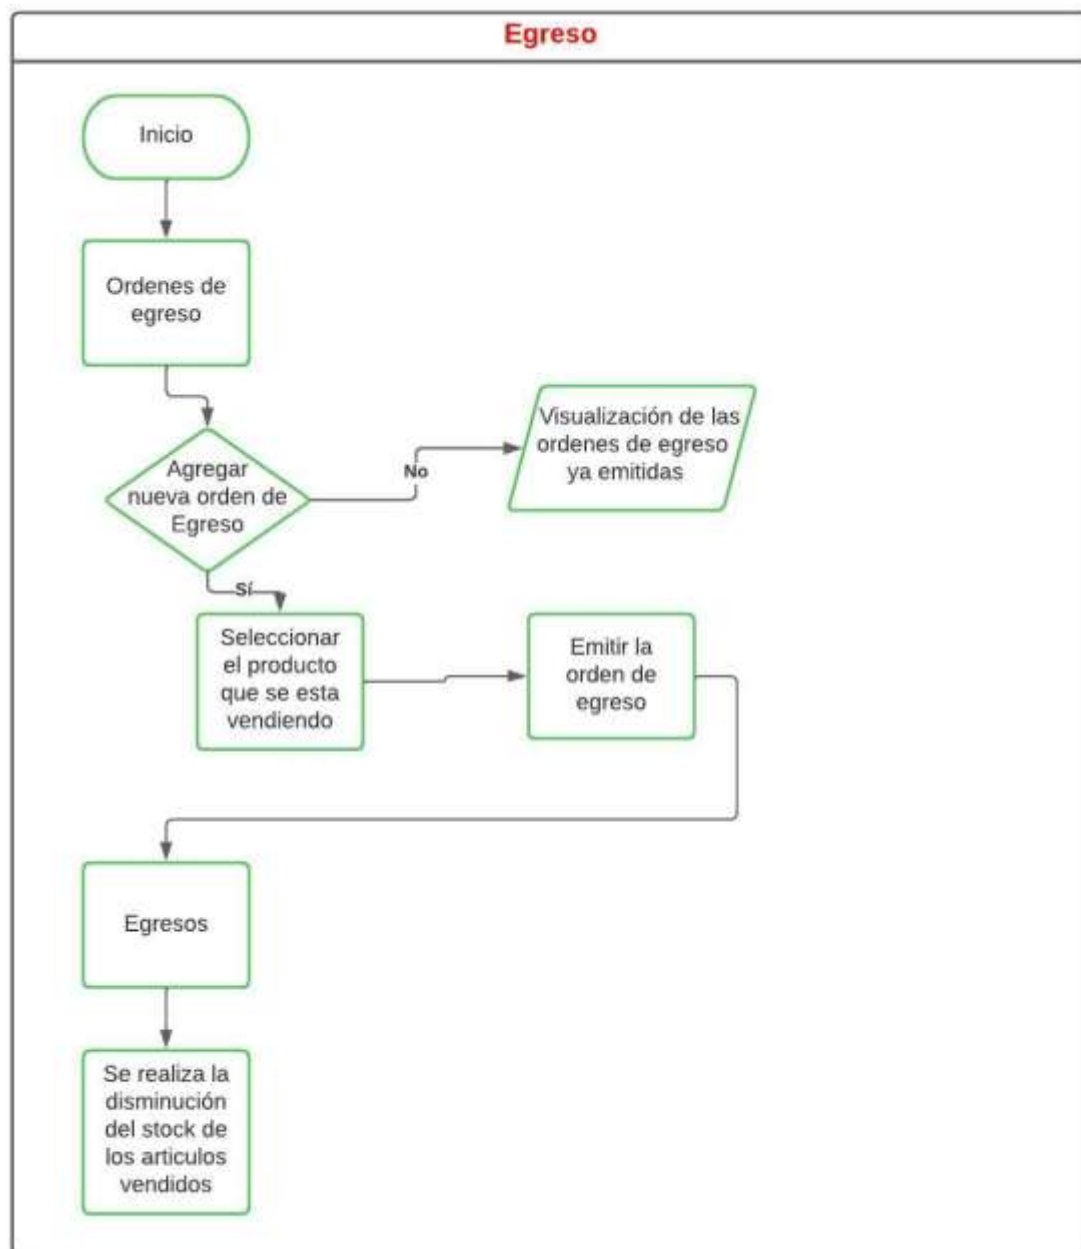 Egreso
Inicio
Ordenes de
egreso
Agregar
nueva orden de
Egreso
No
Visualización de las
ordenes de egreso
ya emitidas
Sí
Seleccionar
el producto
que se esta
vendiendo
Emitir la
orden de
egreso
Egresos
Se realiza la
disminución
del stock de
los articulos
vendidos